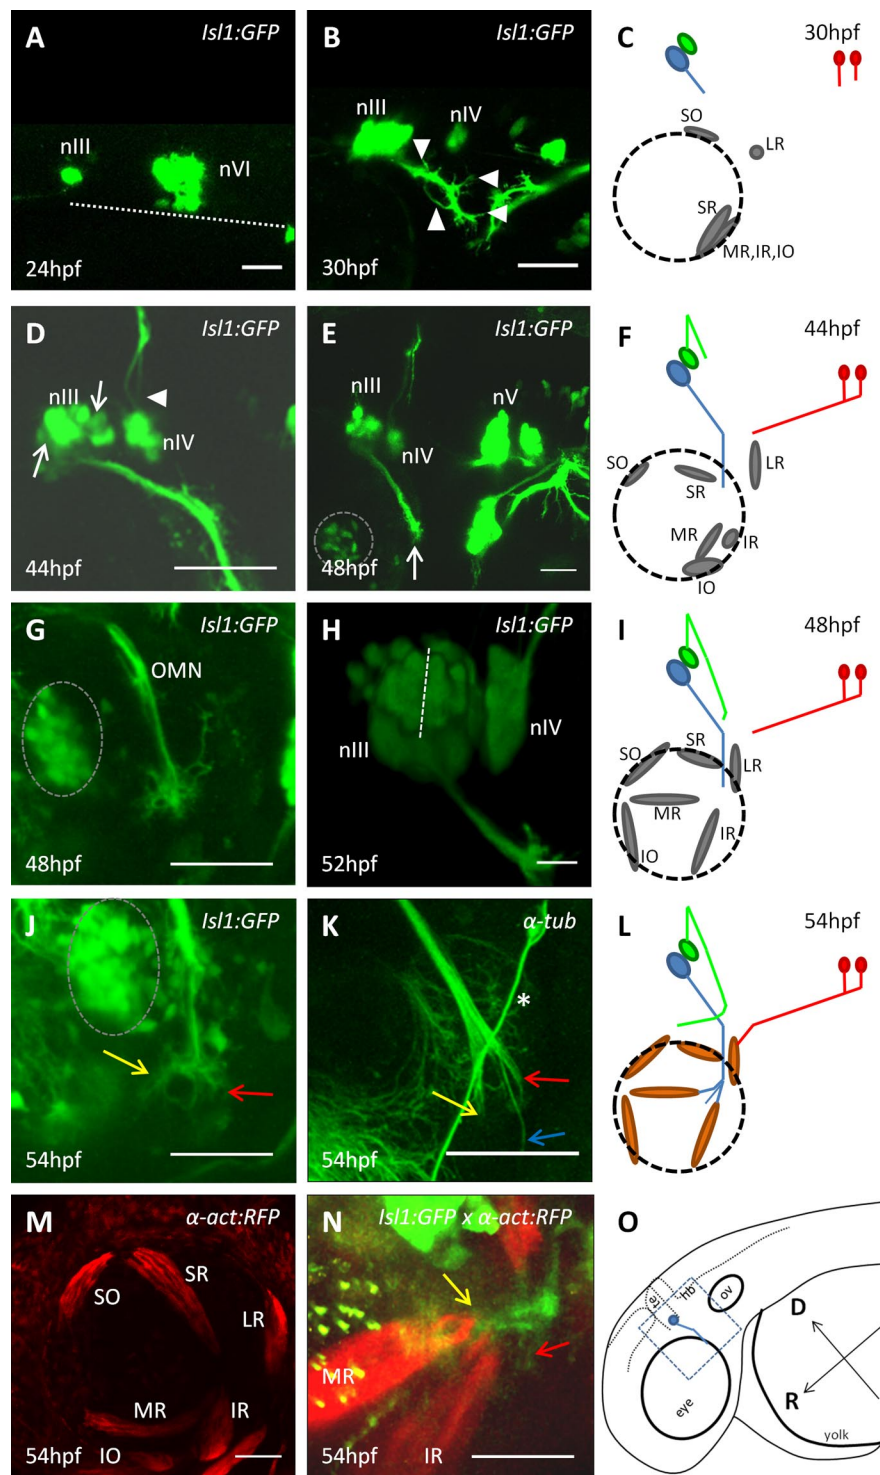 A Isl1:GFP
nIII
nVI
24hpf
B Isl1:GFP
nIII nIV
30hpf
C 30hpf
SO
LR
SR
MR,IR,IO
D Isl1:GFP
nIII
nIV
44hpf
E Isl1:GFP
nIII nV
nIV
48hpf
F 44hpf
SO
SR
LR
MR
IR
IO
G Isl1:GFP
OMN
48hpf
H Isl1:GFP
nIII nIV
52hpf
I 48hpf
SO
SR
LR
MR
IR
IO
J Isl1:GFP
54hpf
K α-tub
*
54hpf
L 54hpf
M α-act:RFP
SO
SR
LR
MR
IR
IO
54hpf
N Isl1:GFP x α-act:RFP
MR
IR
54hpf
O
te
hb
ov
D
R
eye
yolk